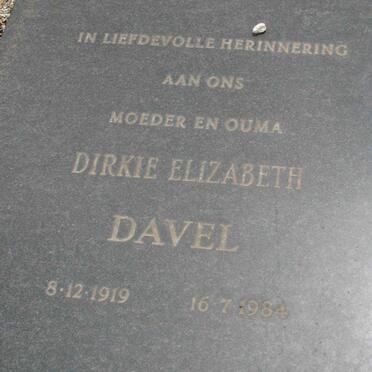 IN LIEFDEVOLLE HERINNERING
AAN ONS
MOEDER EN OUMA
DIRKIE ELIZABETH
DAVEL
8·12·1919 16·7·1984